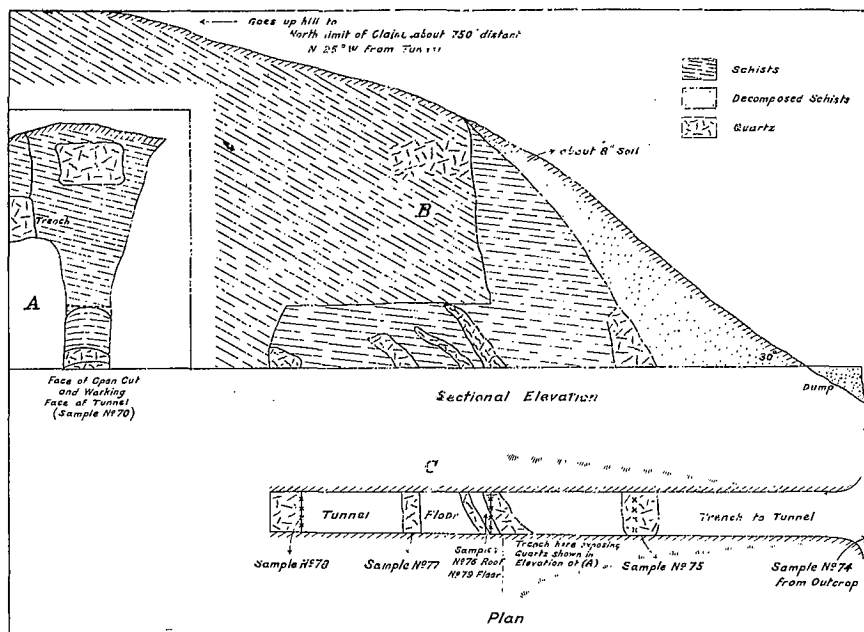 Goes up hill to
North limit of Claim about 750' distant
N 25° W from Tunnel
Schists
Decomposed Schists
Quartz
about 8" Soil
Trench
B
A
30°
Dump
Face of Open Cut
and Working
Face of Tunnel
(Sample Nº 70)
Sectional Elevation
C
Tunnel
Floor
Trench to Tunnel
Sample Nº 78
Sample Nº 77
Samples
Nº 76 Roof
Nº 79 Floor
Trench here exposing
Quartz shown in
Elevation at (A)
Sample Nº 75
Sample Nº 74
from Outcrop
Plan